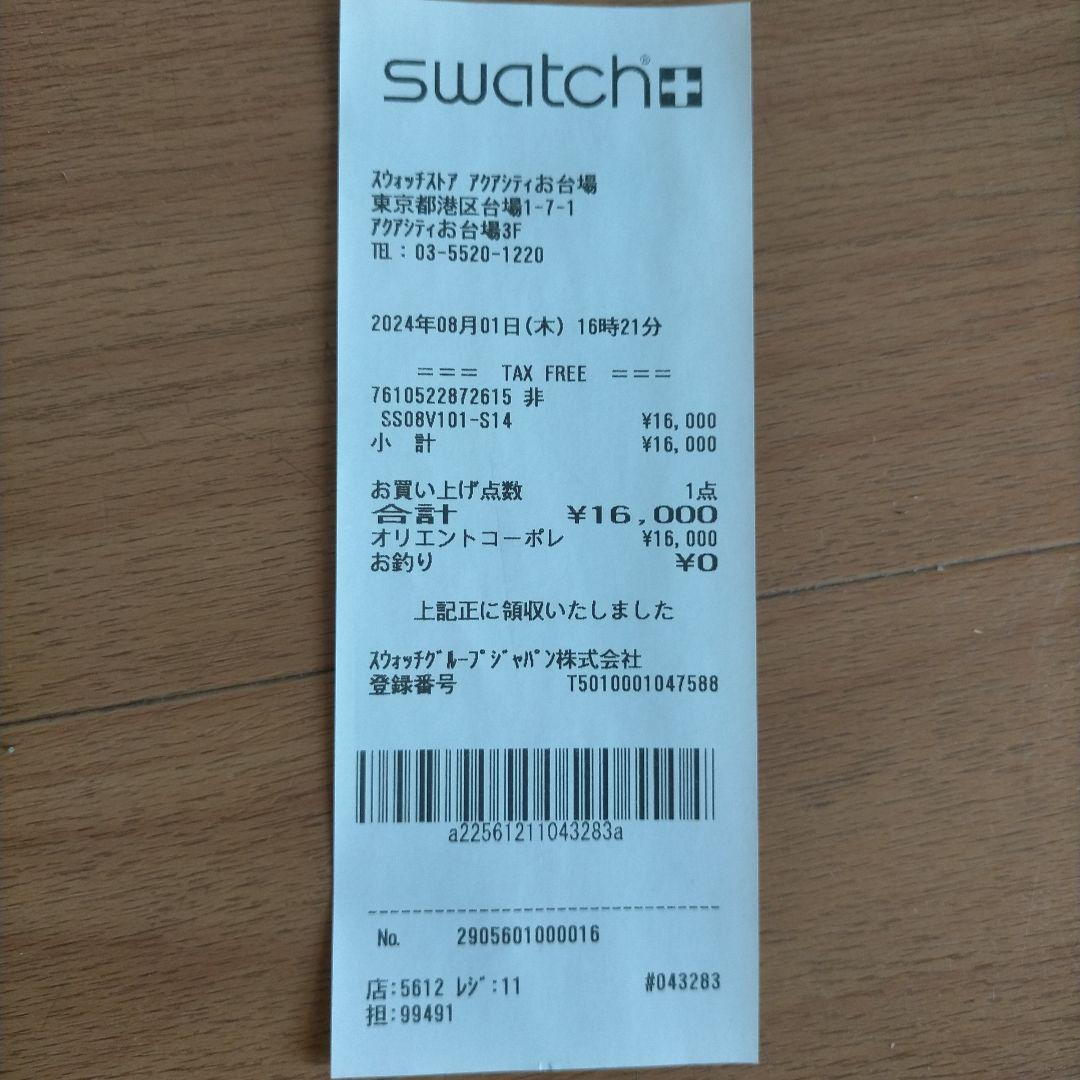 swatch®
ｽｳｫｯﾁｽﾄｱ ｱｸｱｼﾃｨお台場
東京都港区台場1-7-1
ｱｸｱｼﾃｨお台場3F
TEL : 03-5520-1220
2024年08月01日(木) 16時21分
=== TAX FREE ===
7610522872615 非
SS08V101-S14 ¥16,000
小 計 ¥16,000
お買い上げ点数 1点
合計 ¥16,000
オリエントコーポレ ¥16,000
お釣り ¥0
上記正に領収いたしました
ｽｳｫｯﾁｸﾞﾙｰﾌﾟｼﾞｬﾊﾟﾝ株式会社
登録番号 T5010001047588
a22561211043283a
No. 2905601000016
店:5612 ﾚｼﾞ:11 #043283
担:99491